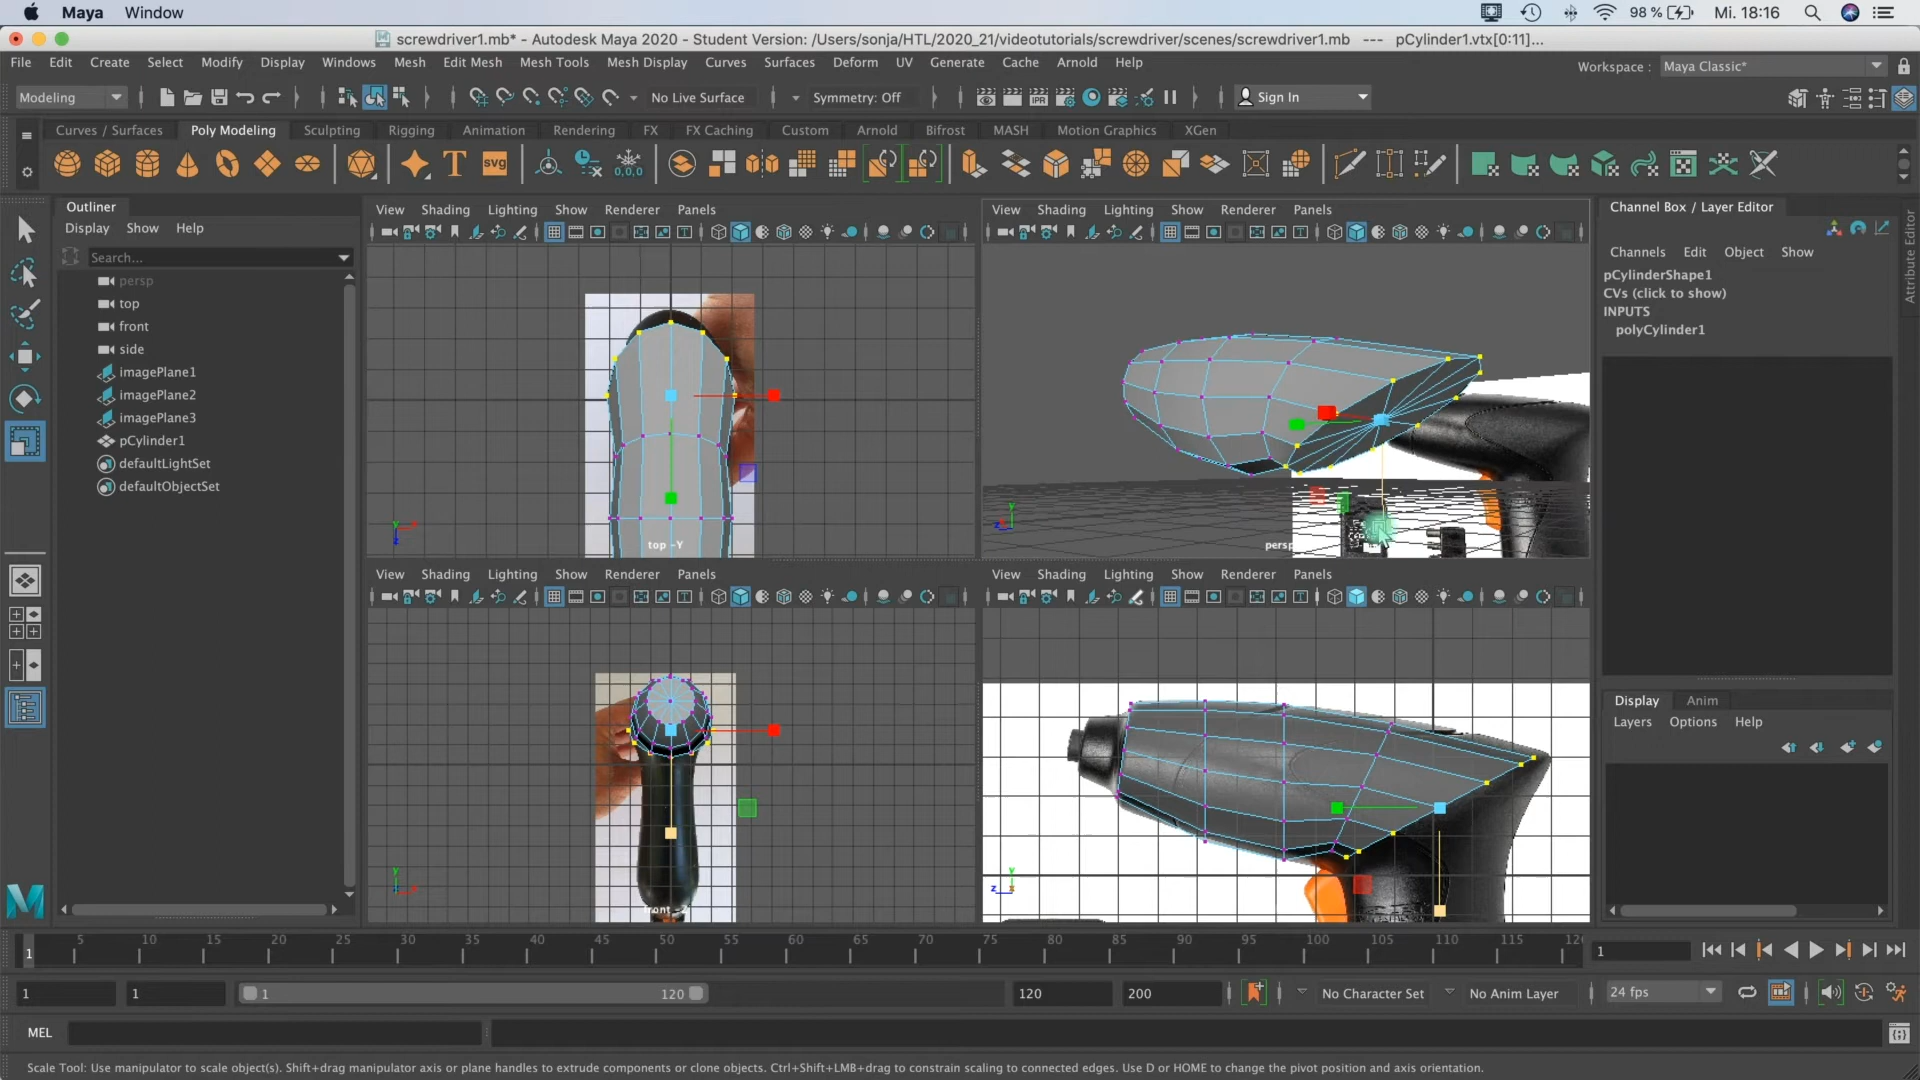 Maya Window 98 % Mi. 18:16
screwdriver1.mb* - Autodesk Maya 2020 - Student Version: /Users/sonja/HTL/2020_21/videotutorials/screwdriver/scenes/screwdriver1.mb --- pCylinder1.vtx[0:11]...
File Edit Create Select Modify Display Windows Mesh Edit Mesh Mesh Tools Mesh Display Curves Surfaces Deform UV Generate Cache Arnold Help Workspace : Maya Classic*
Modeling No Live Surface Symmetry: Off IPR Sign In
Curves / Surfaces Poly Modeling Sculpting Rigging Animation Rendering FX FX Caching Custom Arnold Bifrost MASH Motion Graphics XGen
T svg 0,0,0
Outliner
Display Show Help
Search...
persp
top
front
side
imagePlane1
imagePlane2
imagePlane3
pCylinder1
defaultLightSet
defaultObjectSet
View Shading Lighting Show Renderer Panels
top -Y
View Shading Lighting Show Renderer Panels
persp
View Shading Lighting Show Renderer Panels
front -Z
View Shading Lighting Show Renderer Panels
Channel Box / Layer Editor
Channels Edit Object Show
pCylinderShape1
CVs (click to show)
INPUTS
polyCylinder1
Attribute Editor
Display Anim
Layers Options Help
1 5 10 15 20 25 30 35 40 45 50 55 60 65 70 75 80 85 90 95 100 105 110 115 12 1
1 1 1 120 120 200 No Character Set No Anim Layer 24 fps
MEL
Scale Tool: Use manipulator to scale object(s). Shift+drag manipulator axis or plane handles to extrude components or clone objects. Ctrl+Shift+LMB+drag to constrain scaling to connected edges. Use D or HOME to change the pivot position and axis orientation.